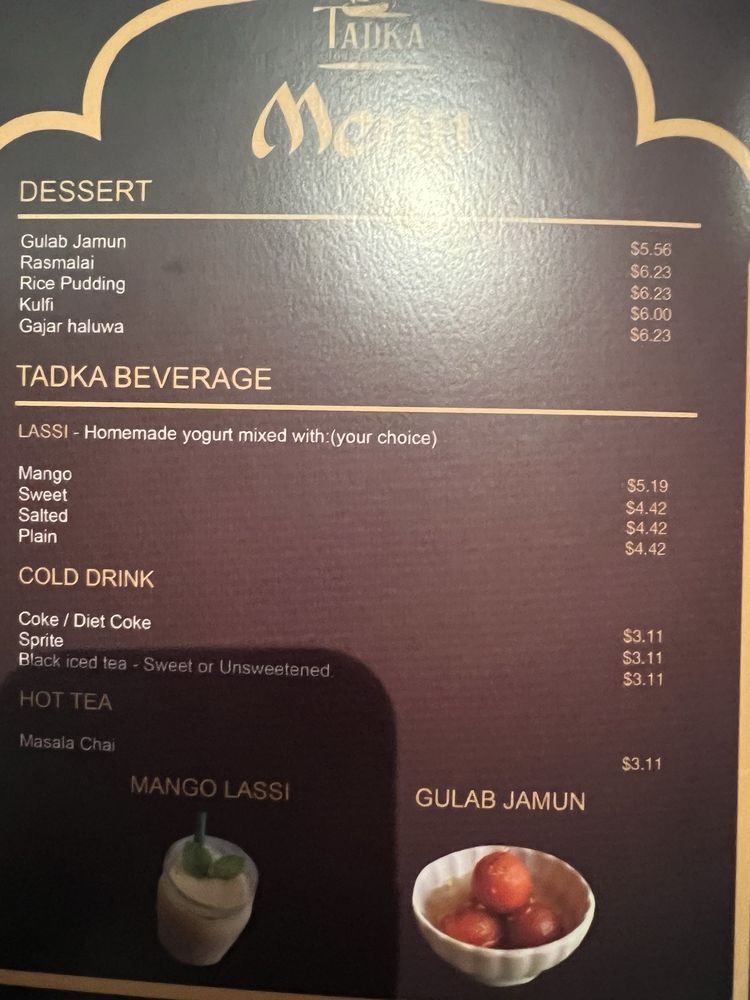 TADKA
Menu
DESSERT
Gulab Jamun $5.56
Rasmalai $6.23
Rice Pudding $6.23
Kulfi $6.00
Gajar haluwa $6.23
TADKA BEVERAGE
LASSI - Homemade yogurt mixed with:(your choice)
Mango $5.19
Sweet $4.42
Salted $4.42
Plain $4.42
COLD DRINK
Coke / Diet Coke $3.11
Sprite $3.11
Black iced tea - Sweet or Unsweetened $3.11
HOT TEA
Masala Chai $3.11
MANGO LASSI
GULAB JAMUN